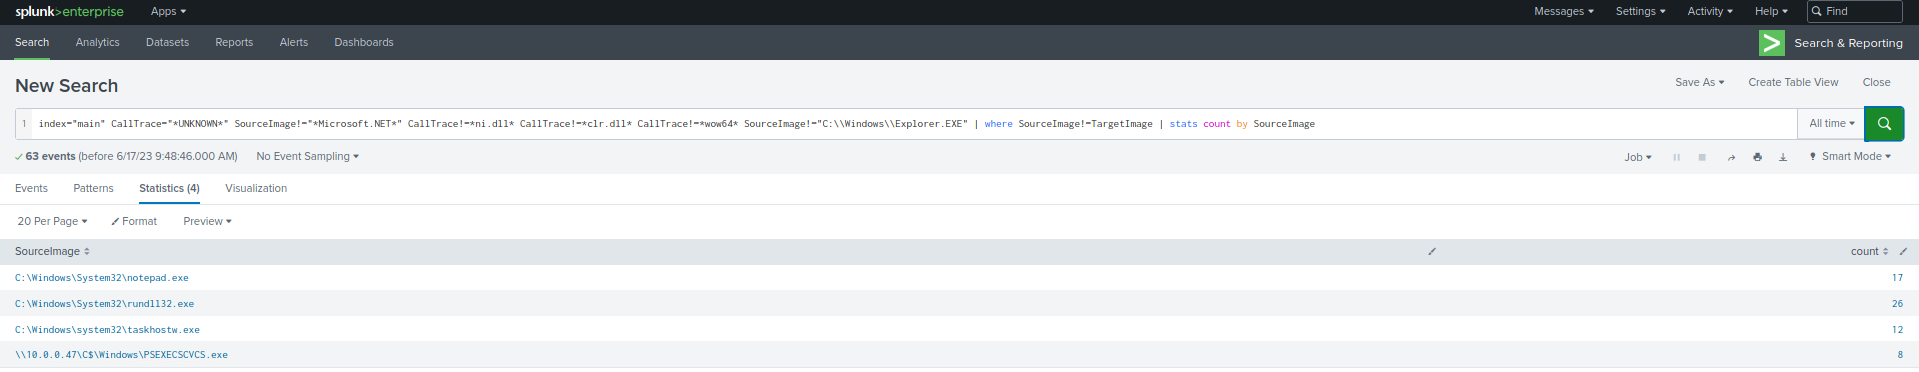 splunk>enterprise Apps Messages Settings Activity Help Find
Search Analytics Datasets Reports Alerts Dashboards Search & Reporting
New Search Save As Create Table View Close
1 index="main" CallTrace="*UNKNOWN*" SourceImage!="*Microsoft.NET*" CallTrace!=*ni.dll* CallTrace!=*clr.dll* CallTrace!=*wow64* SourceImage!="C:\\Windows\\Explorer.EXE" | where SourceImage!=TargetImage | stats count by SourceImage All time
63 events (before 6/17/23 9:48:46.000 AM) No Event Sampling Job Smart Mode
Events Patterns Statistics (4) Visualization
20 Per Page Format Preview
SourceImage count
C:\Windows\System32\notepad.exe 17
C:\Windows\System32\rundll32.exe 26
C:\Windows\system32\taskhostw.exe 12
\\10.0.0.47\C$\Windows\PSEXECSCVCS.exe 8